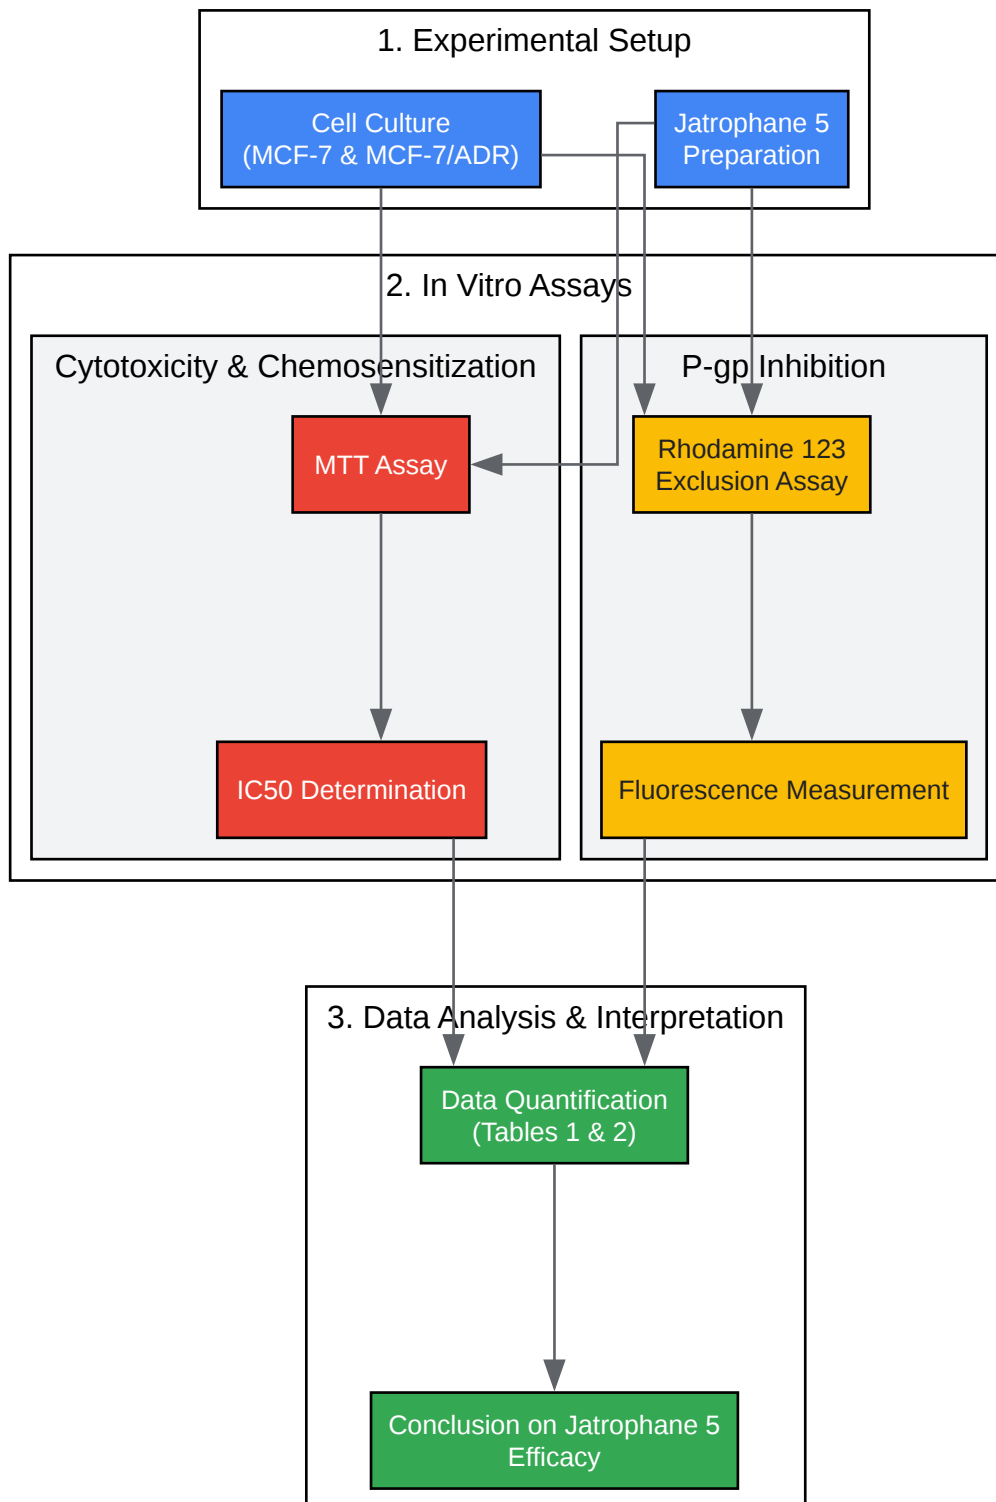 1. Experimental Setup
Cell Culture
(MCF-7 & MCF-7/ADR)
Jatrophane 5
Preparation
2. In Vitro Assays
Cytotoxicity & Chemosensitization
P-gp Inhibition
MTT Assay
Rhodamine 123
Exclusion Assay
IC50 Determination
Fluorescence Measurement
3. Data Analysis & Interpretation
Data Quantification
(Tables 1 & 2)
Conclusion on Jatrophane 5
Efficacy